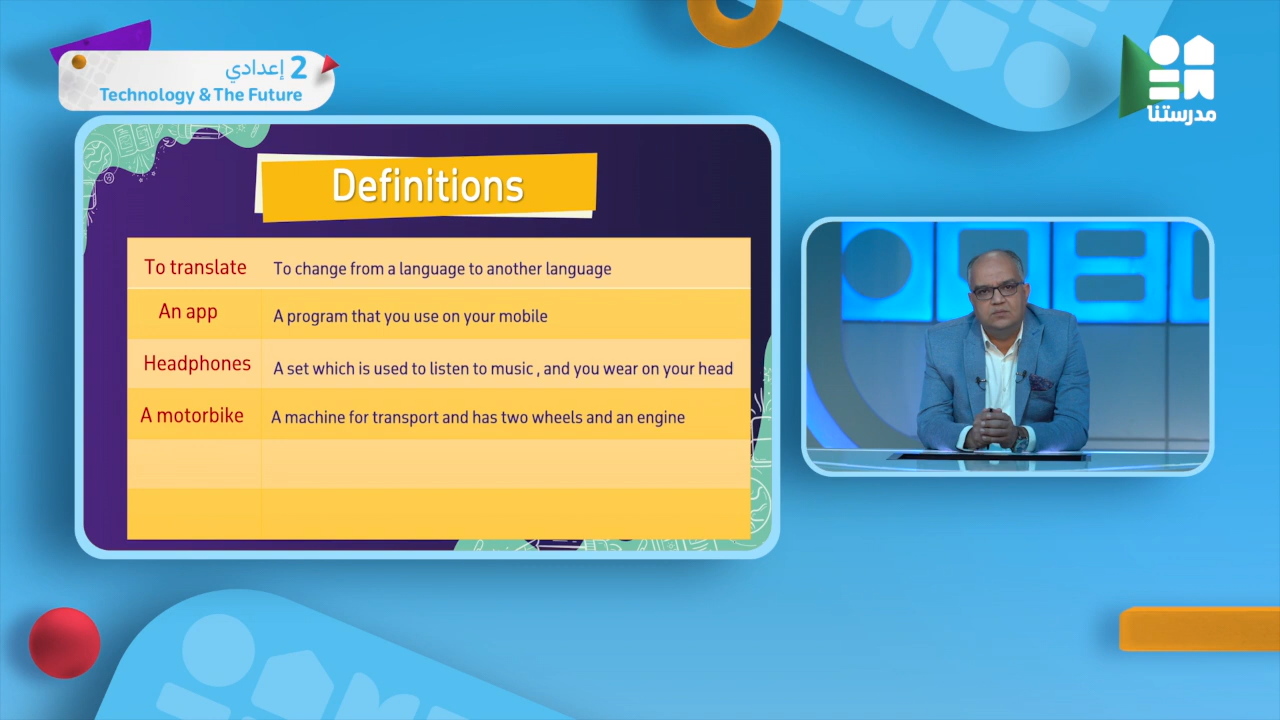 2 إعدادي
Technology & The Future
مدرستنا
Definitions
To translate To change from a language to another language
An app A program that you use on your mobile
Headphones A set which is used to listen to music , and you wear on your head
A motorbike A machine for transport and has two wheels and an engine